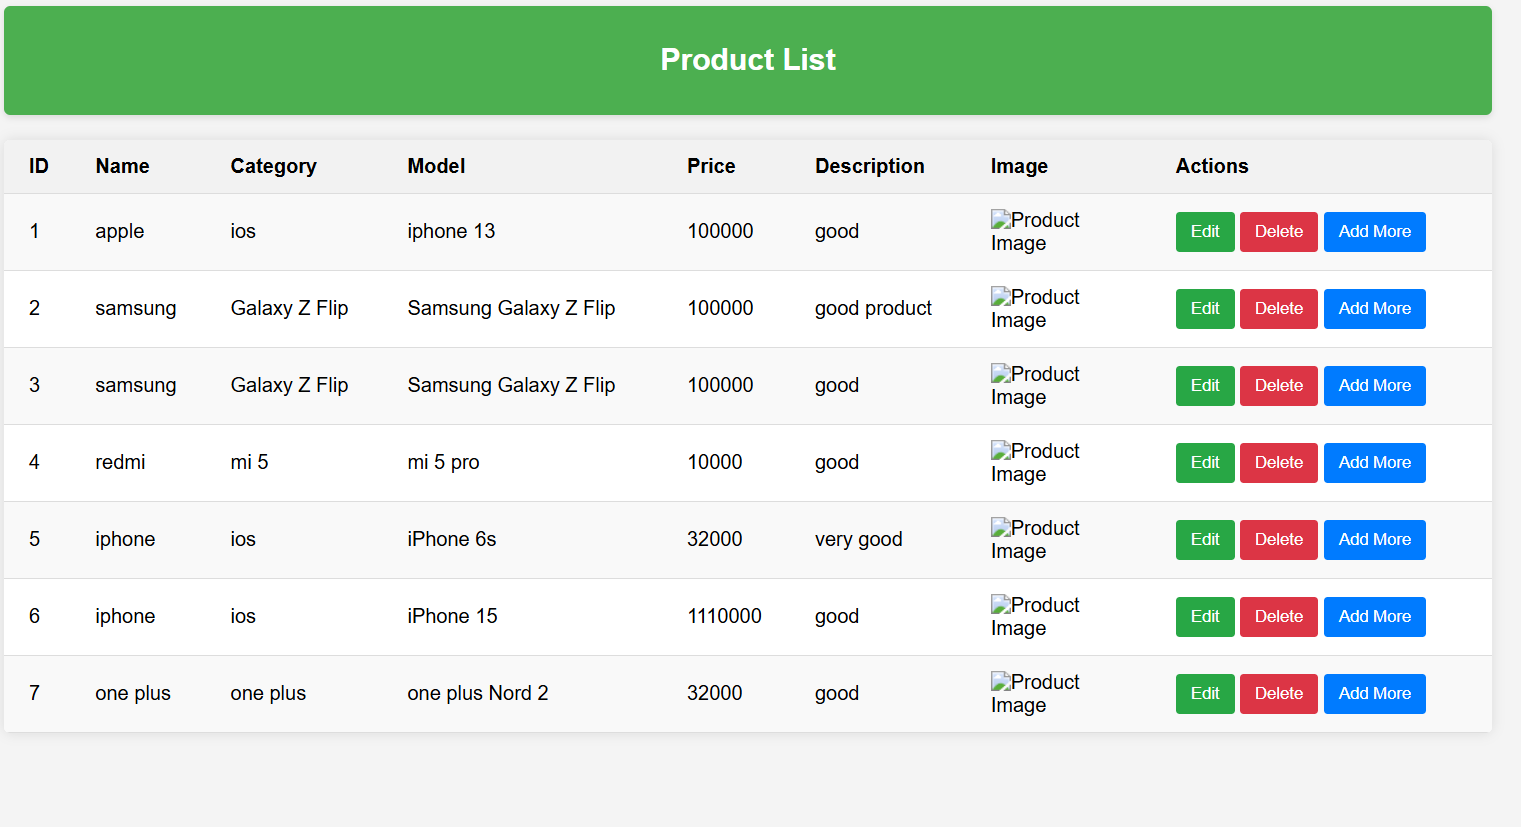 Product List
ID Name Category Model Price Description Image Actions
1 apple ios iphone 13 100000 good Product Image Edit Delete Add More
2 samsung Galaxy Z Flip Samsung Galaxy Z Flip 100000 good product Product Image Edit Delete Add More
3 samsung Galaxy Z Flip Samsung Galaxy Z Flip 100000 good Product Image Edit Delete Add More
4 redmi mi 5 mi 5 pro 10000 good Product Image Edit Delete Add More
5 iphone ios iPhone 6s 32000 very good Product Image Edit Delete Add More
6 iphone ios iPhone 15 1110000 good Product Image Edit Delete Add More
7 one plus one plus one plus Nord 2 32000 good Product Image Edit Delete Add More